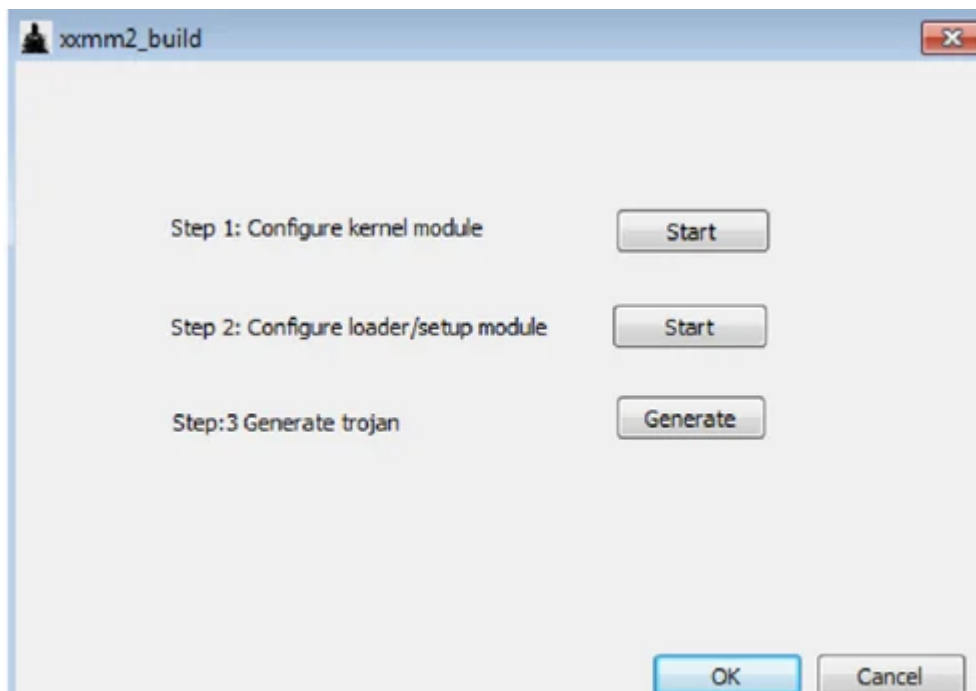 xxmm2_build
Step 1: Configure kernel module Start
Step 2: Configure loader/setup module Start
Step:3 Generate trojan Generate
OK Cancel